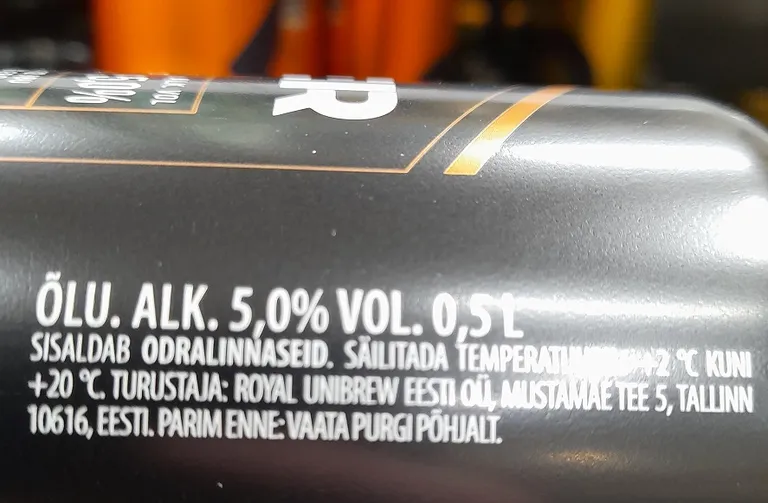 ÕLU. ALK. 5,0% VOL. 0,5 L
SISALDAB ODRALINNASEID. SÄILITADA +2 °C KUNI
+20 °C. TURUSTAJA: ROYAL UNIBREW EESTI OÜ, MUSTAMÄE TEE 5, TALLINN
10616, EESTI. PARIM ENNE: VAATA PURGI PÕHJALT.